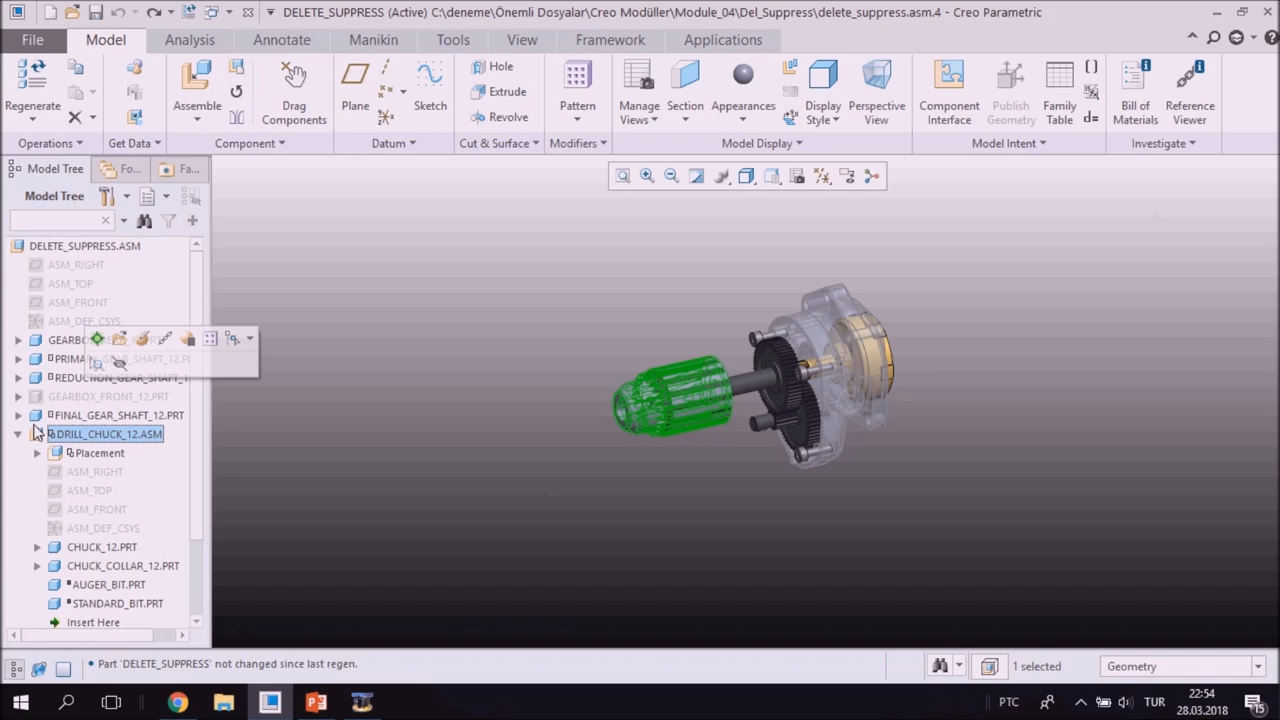 DELETE_SUPPRESS (Active) C:\deneme\Önemli Dosyalar\Creo Modüller\Module_04\Del_Suppress\delete_suppress.asm.4 - Creo Parametric
File Model Analysis Annotate Manikin Tools View Framework Applications
Regenerate
Assemble
Drag Components
Plane
Sketch
Hole
Extrude
Revolve
Pattern
Manage Views
Section
Appearances
Display Style
Perspective View
Component Interface
Publish Geometry
Family Table
Bill of Materials
Reference Viewer
Operations Get Data Component Datum Cut & Surface Modifiers Model Display Model Intent Investigate
Model Tree Fo... Fa...
Model Tree
DELETE_SUPPRESS.ASM
ASM_RIGHT
ASM_TOP
ASM_FRONT
ASM_DEF_CSYS
PRIMARY_GEAR_SHAFT_12.P
REDUCTION_GEAR_SHAFT_1
GEARBOX_FRONT_12.PRT
FINAL_GEAR_SHAFT_12.PRT
DRILL_CHUCK_12.ASM
Placement
ASM_RIGHT
ASM_TOP
ASM_FRONT
ASM_DEF_CSYS
CHUCK_12.PRT
CHUCK_COLLAR_12.PRT
AUGER_BIT.PRT
STANDARD_BIT.PRT
Insert Here
• Part 'DELETE_SUPPRESS' not changed since last regen.
1 selected
Geometry
PTC
TUR
22:54
28.03.2018
15